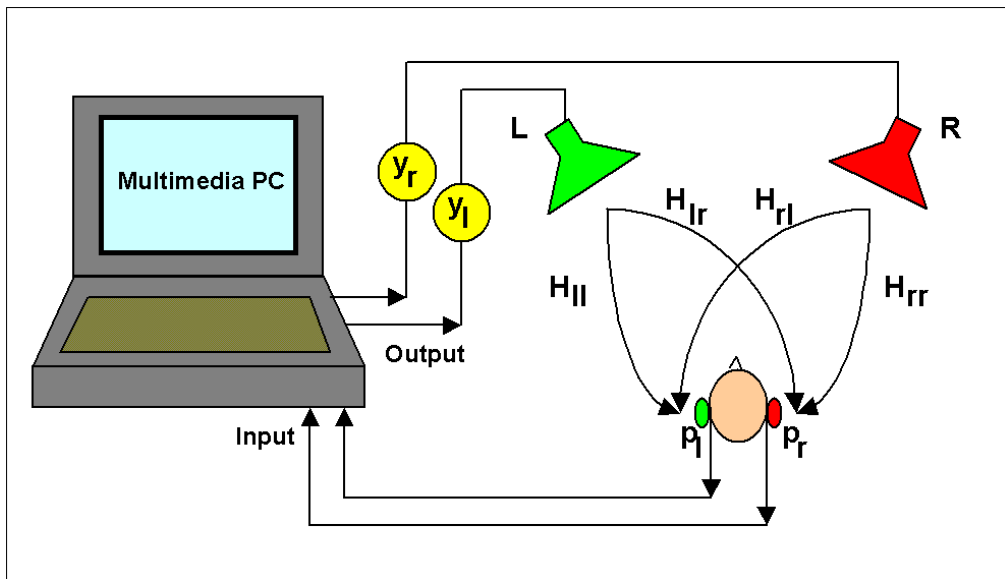 L
R
y_r
Multimedia PC
y_l
H_lr
H_rl
H_ll
H_rr
Output
Input
p_l
p_r